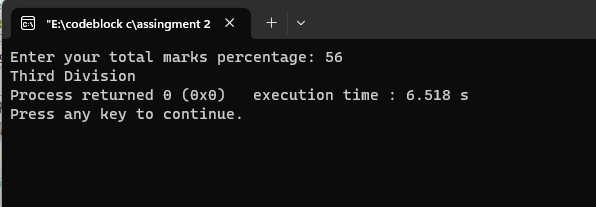 "E:\codeblock c\assingment 2
Enter your total marks percentage: 56
Third Division
Process returned 0 (0x0)   execution time : 6.518 s
Press any key to continue.